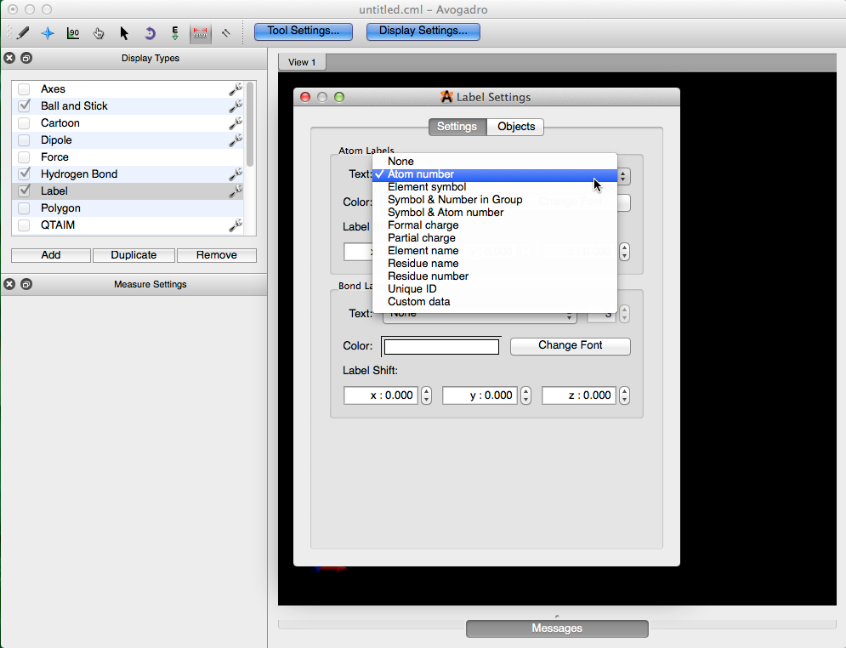 untitled.cml – Avogadro
90
E
Tool Settings...
Display Settings...
Display Types
View 1
Axes
Ball and Stick
Cartoon
Dipole
Force
Hydrogen Bond
Label
Polygon
QTAIM
Add
Duplicate
Remove
Measure Settings
Label Settings
Settings
Objects
Atom Labels
Text:
None
Atom number
Element symbol
Symbol & Number in Group
Symbol & Atom number
Formal charge
Partial charge
Element name
Residue name
Residue number
Unique ID
Custom data
Color:
Label
Bond La
Text:
None
3
Color:
Change Font
Label Shift:
x : 0.000
y : 0.000
z : 0.000
Messages